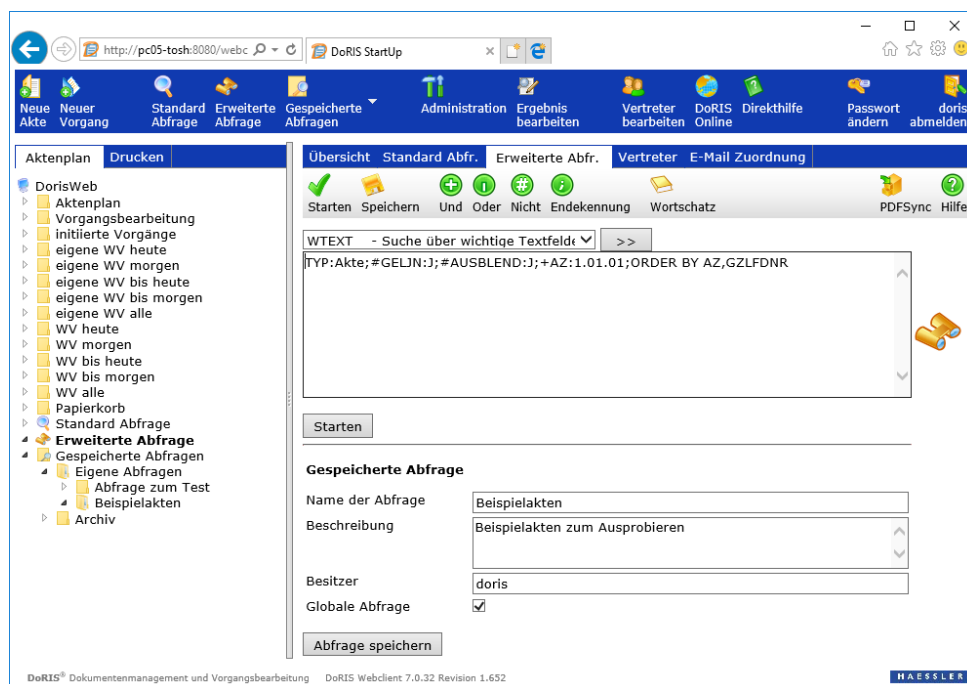 http://pc05-tosh:8080/webc
DoRIS StartUp
Neue Akte
Neuer Vorgang
Standard Abfrage
Erweiterte Abfrage
Gespeicherte Abfragen
Administration
Ergebnis bearbeiten
Vertreter bearbeiten
DoRIS Online
Direkthilfe
Passwort ändern
doris abmelden
Aktenplan Drucken
Übersicht Standard Abfr. Erweiterte Abfr. Vertreter E-Mail Zuordnung
Starten Speichern Und Oder Nicht Endekennung Wortschatz PDFSync Hilfe
DorisWeb
Aktenplan
Vorgangsbearbeitung
initiierte Vorgänge
eigene WV heute
eigene WV morgen
eigene WV bis heute
eigene WV bis morgen
eigene WV alle
WV heute
WV morgen
WV bis heute
WV bis morgen
WV alle
Papierkorb
Standard Abfrage
Erweiterte Abfrage
Gespeicherte Abfragen
Eigene Abfragen
Abfrage zum Test
Beispielakten
Archiv
WTEXT - Suche über wichtige Textfelde >>
TYP:Akte;#GELJN:J;#AUSBLEND:J;+AZ:1.01.01;ORDER BY AZ,GZLFDNR
Starten
Gespeicherte Abfrage
Name der Abfrage Beispielakten
Beschreibung Beispielakten zum Ausprobieren
Besitzer doris
Globale Abfrage
Abfrage speichern
DoRIS® Dokumentenmanagement und Vorgangsbearbeitung DoRIS Webclient 7.0.32 Revision 1.652
HAESSLER